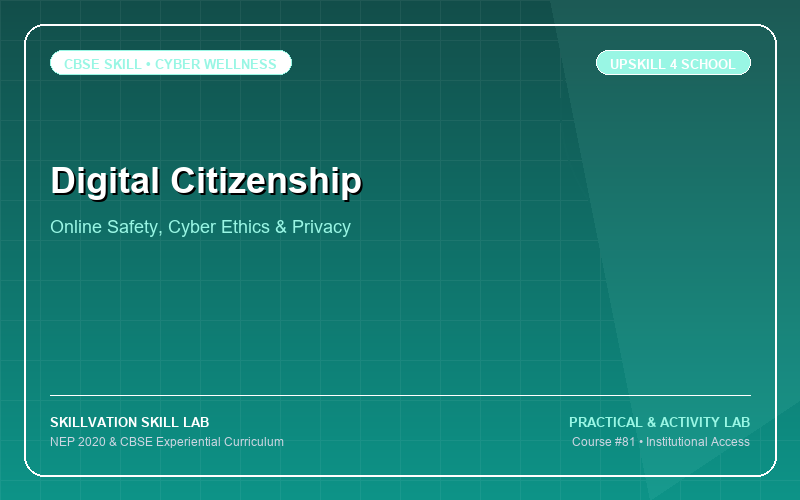 CBSE SKILL • CYBER WELLNESS
UPSKILL 4 SCHOOL
Digital Citizenship
Online Safety, Cyber Ethics & Privacy
SKILLVATION SKILL LAB
NEP 2020 & CBSE Experiential Curriculum
PRACTICAL & ACTIVITY LAB
Course #81 • Institutional Access